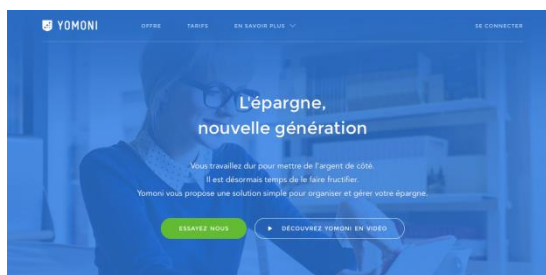 YOMONI
OFFRE TARIFS EN SAVOIR PLUS SE CONNECTER
L'épargne,
nouvelle génération
Vous travaillez dur pour mettre de l'argent de côté.
Il est désormais temps de le faire fructifier.
Yomoni vous propose une solution simple pour organiser et gérer votre épargne.
ESSAYEZ NOUS DÉCOUVREZ YOMONI EN VIDÉO